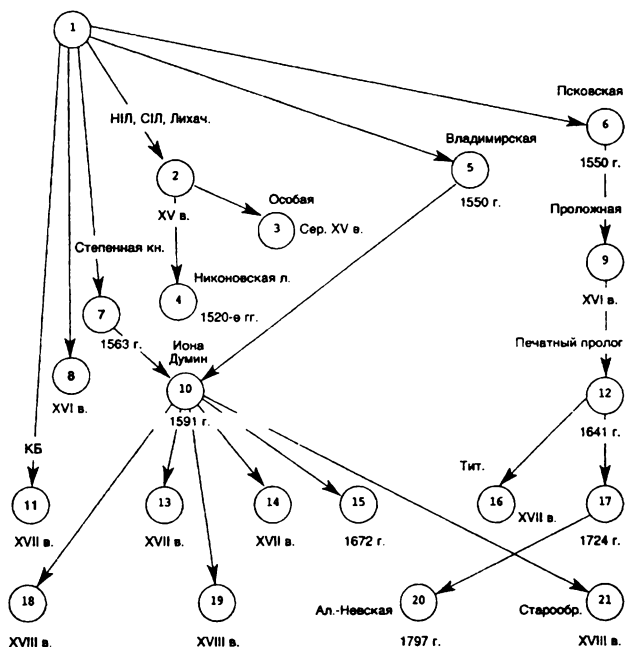 1
Псковская
6
НIЛ, СIЛ, Лихач.
Владимирская
5
1550 г.
2
1550 г.
Особая
XV в.
3
Сер. XV в.
Проложная
Степенная кн.
9
Никоновская л.
4
XVI в.
7
1520-е гг.
1563 г.
Иона
Думин
Печатный пролог
8
10
12
XVI в.
1591 г.
1641 г.
КБ
Тит.
11
13
14
15
16
17
XVII в.
XVII в.
XVII в.
1672 г.
XVII в.
1724 г.
18
19
Ал.-Невская
20
Старообр.
21
XVIII в.
XVIII в.
1797 г.
XVIII в.